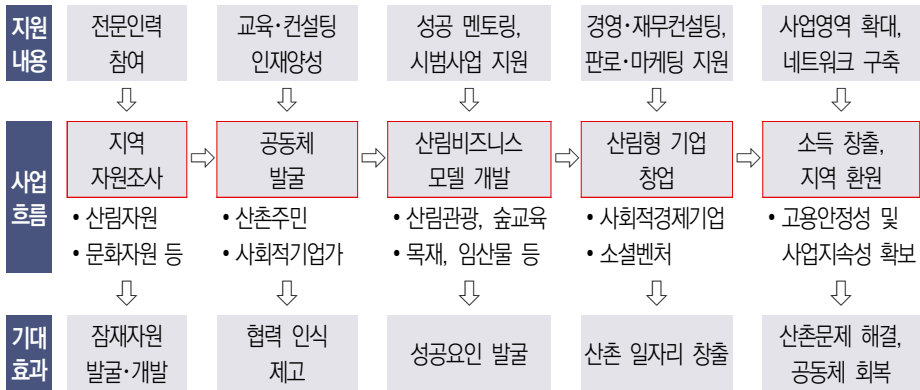 지원
내용
전문인력
참여
교육·컨설팅
인재양성
성공 멘토링,
시범사업 지원
경영·재무컨설팅,
판로·마케팅 지원
사업영역 확대,
네트워크 구축
사업
흐름
지역
자원조사
공동체
발굴
산림비즈니스
모델 개발
산림형 기업
창업
소득 창출,
지역 환원
• 산림자원
• 문화자원 등
• 산촌주민
• 사회적기업가
• 산림관광, 숲교육
• 목재, 임산물 등
• 사회적경제기업
• 소셜벤처
• 고용안정성 및
사업지속성 확보
기대
효과
잠재자원
발굴·개발
협력 인식
제고
성공요인 발굴
산촌 일자리 창출
산촌문제 해결,
공동체 회복